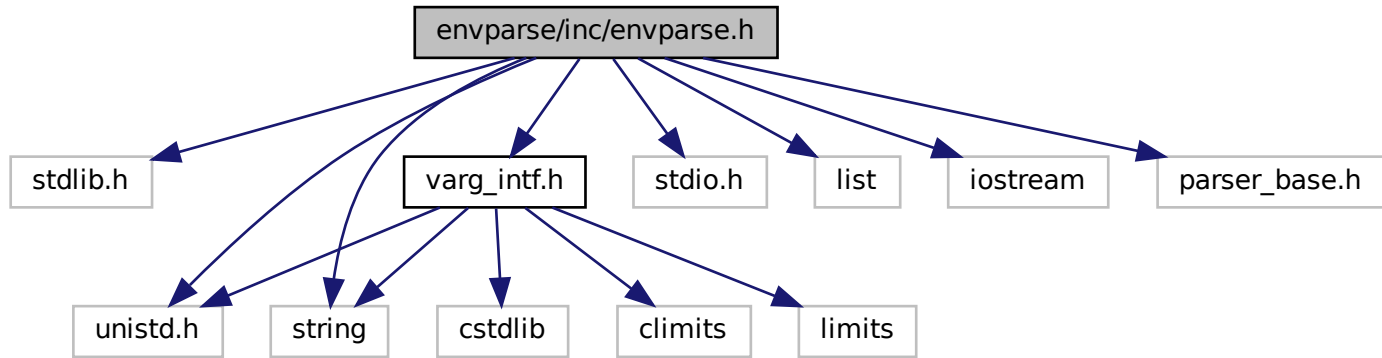 envparse/inc/envparse.h
stdlib.h
varg_intf.h
stdio.h
list
iostream
parser_base.h
unistd.h
string
cstdlib
climits
limits